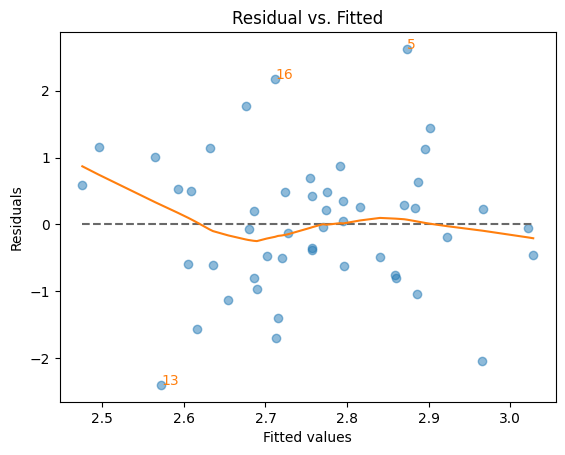 Residual vs. Fitted
5
16
2
1
0
−1
−2
13
Residuals
2.5 2.6 2.7 2.8 2.9 3.0
Fitted values